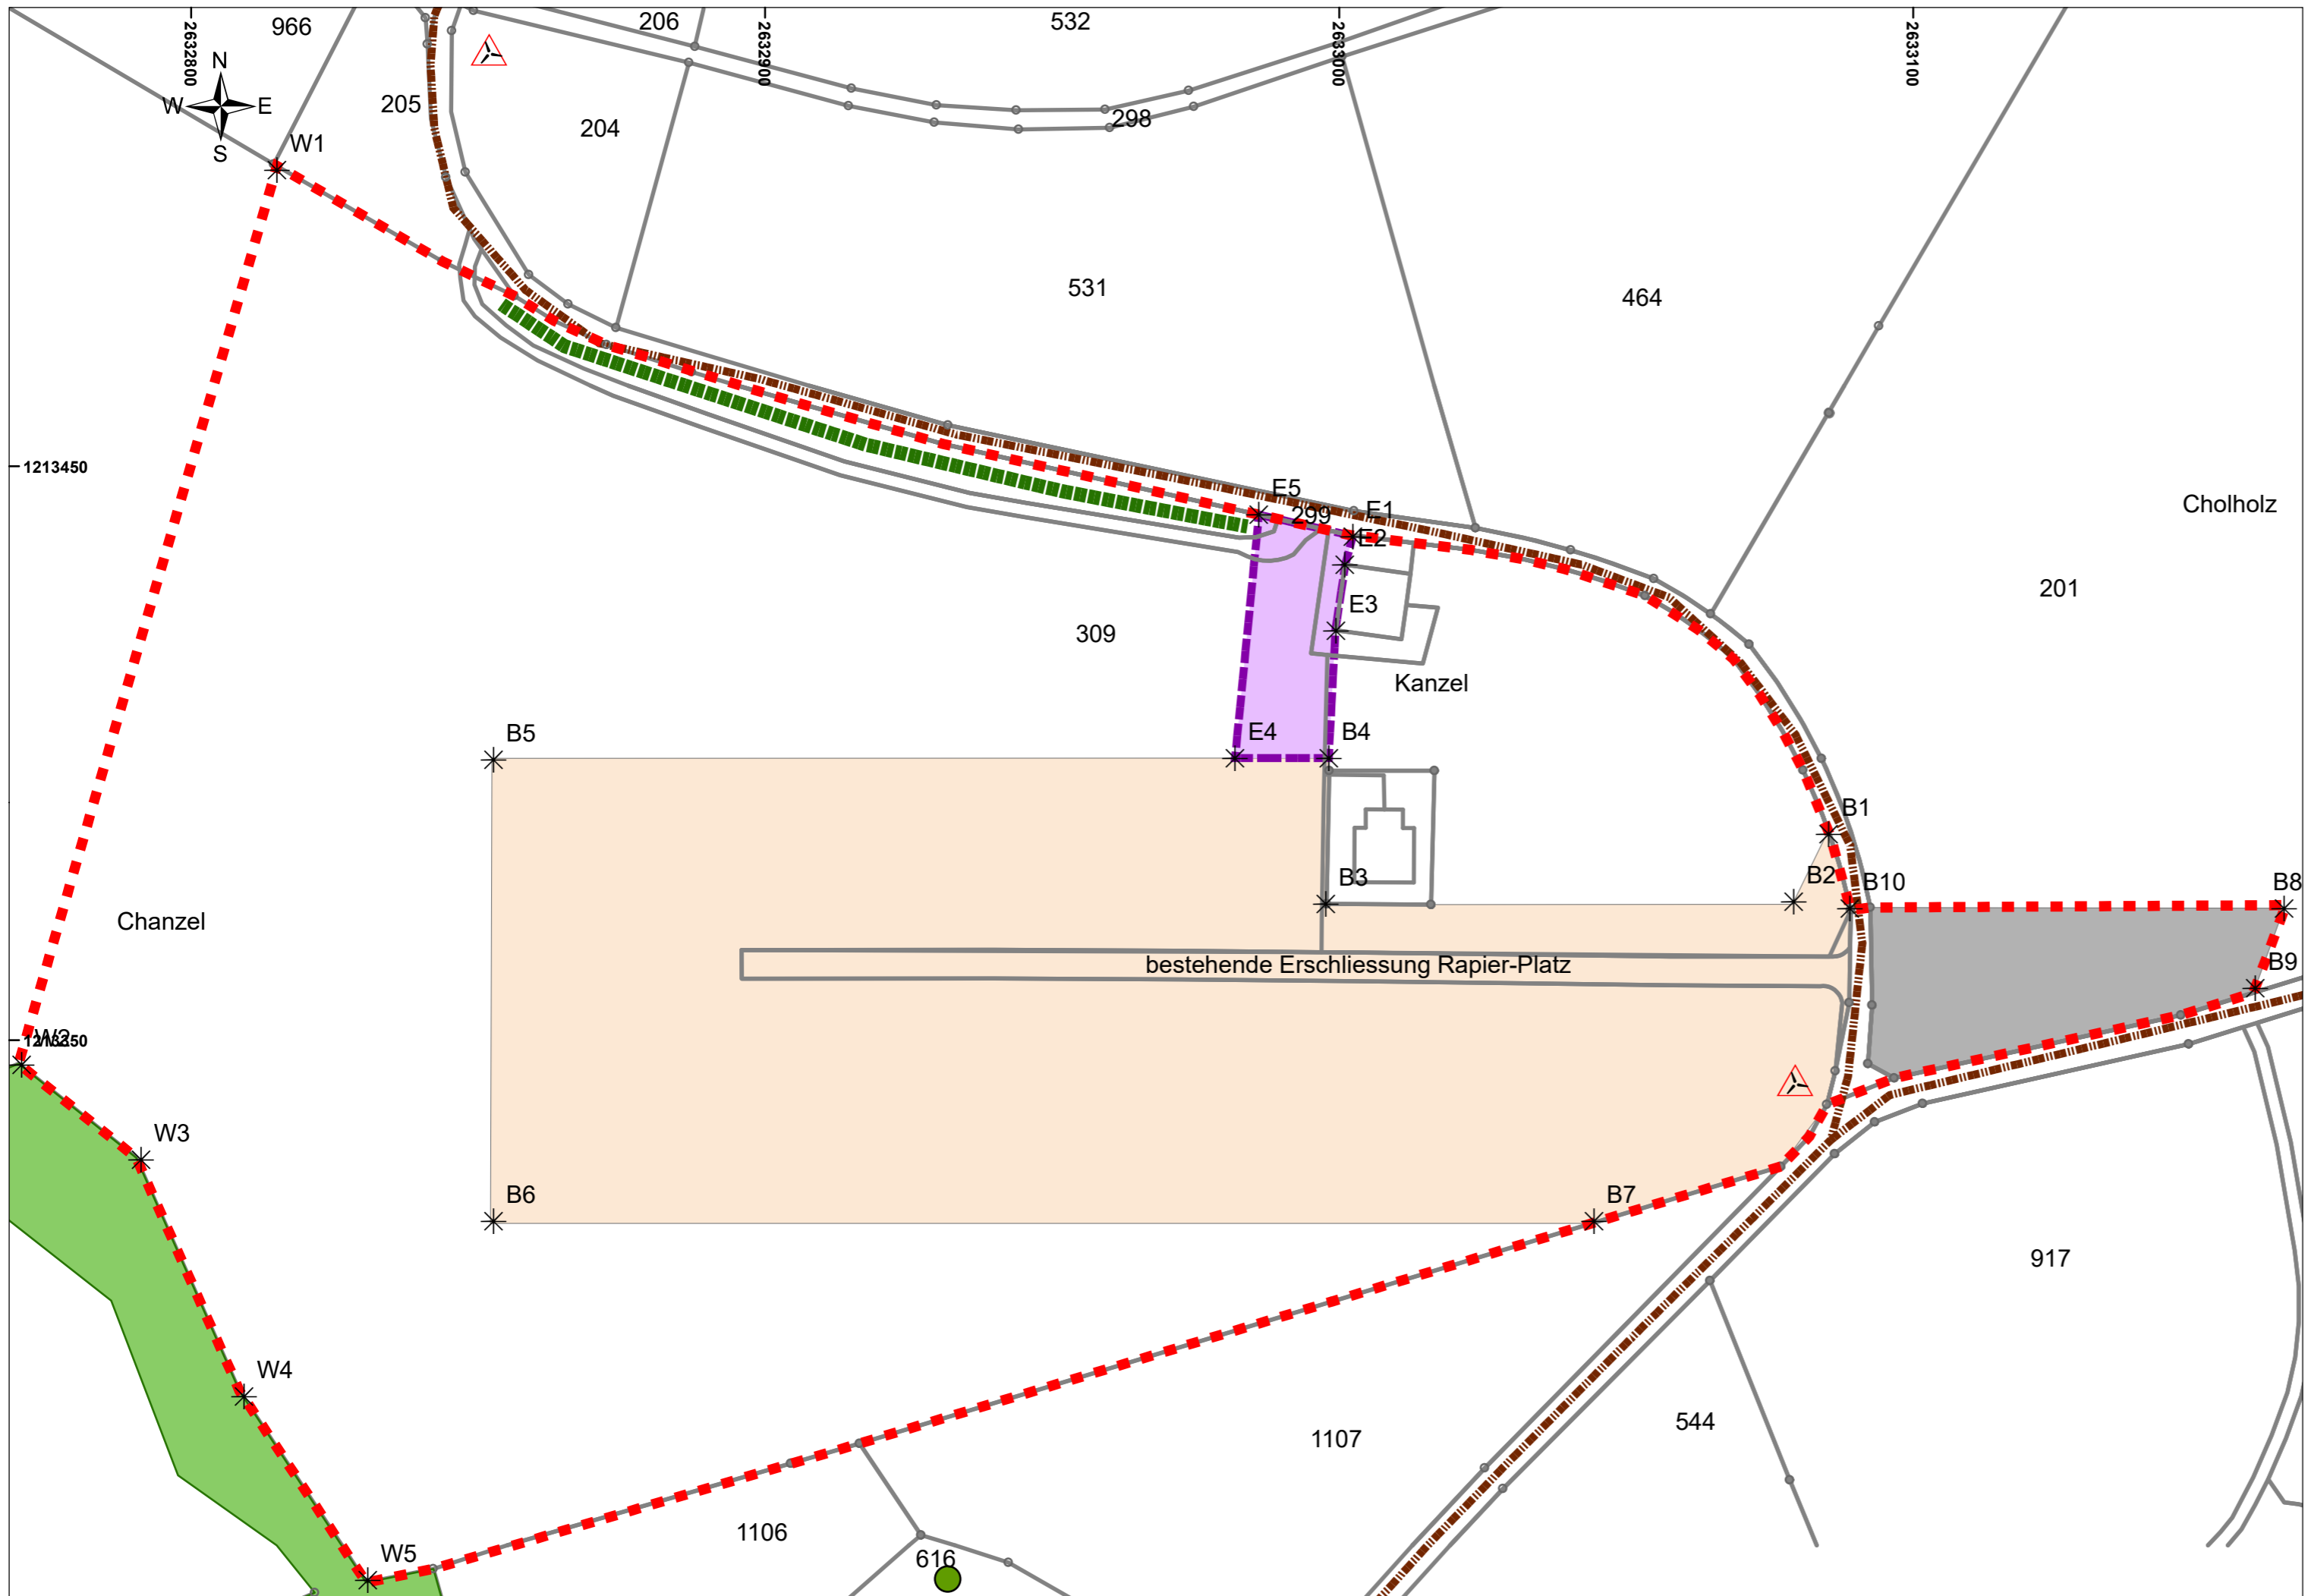 966
2632800
206
2632900
532
2633000
2633100
N
W
E
S
205
204
298
W1
531
464
1213450
Cholholz
E5
299
E1
E2
201
E3
309
Kanzel
B5
E4
B4
B1
B2
B10
B3
B8
Chanzel
bestehende Erschliessung Rapier-Platz
B9
W2
1213350
W3
B6
B7
917
W4
544
1107
1106
W5
616